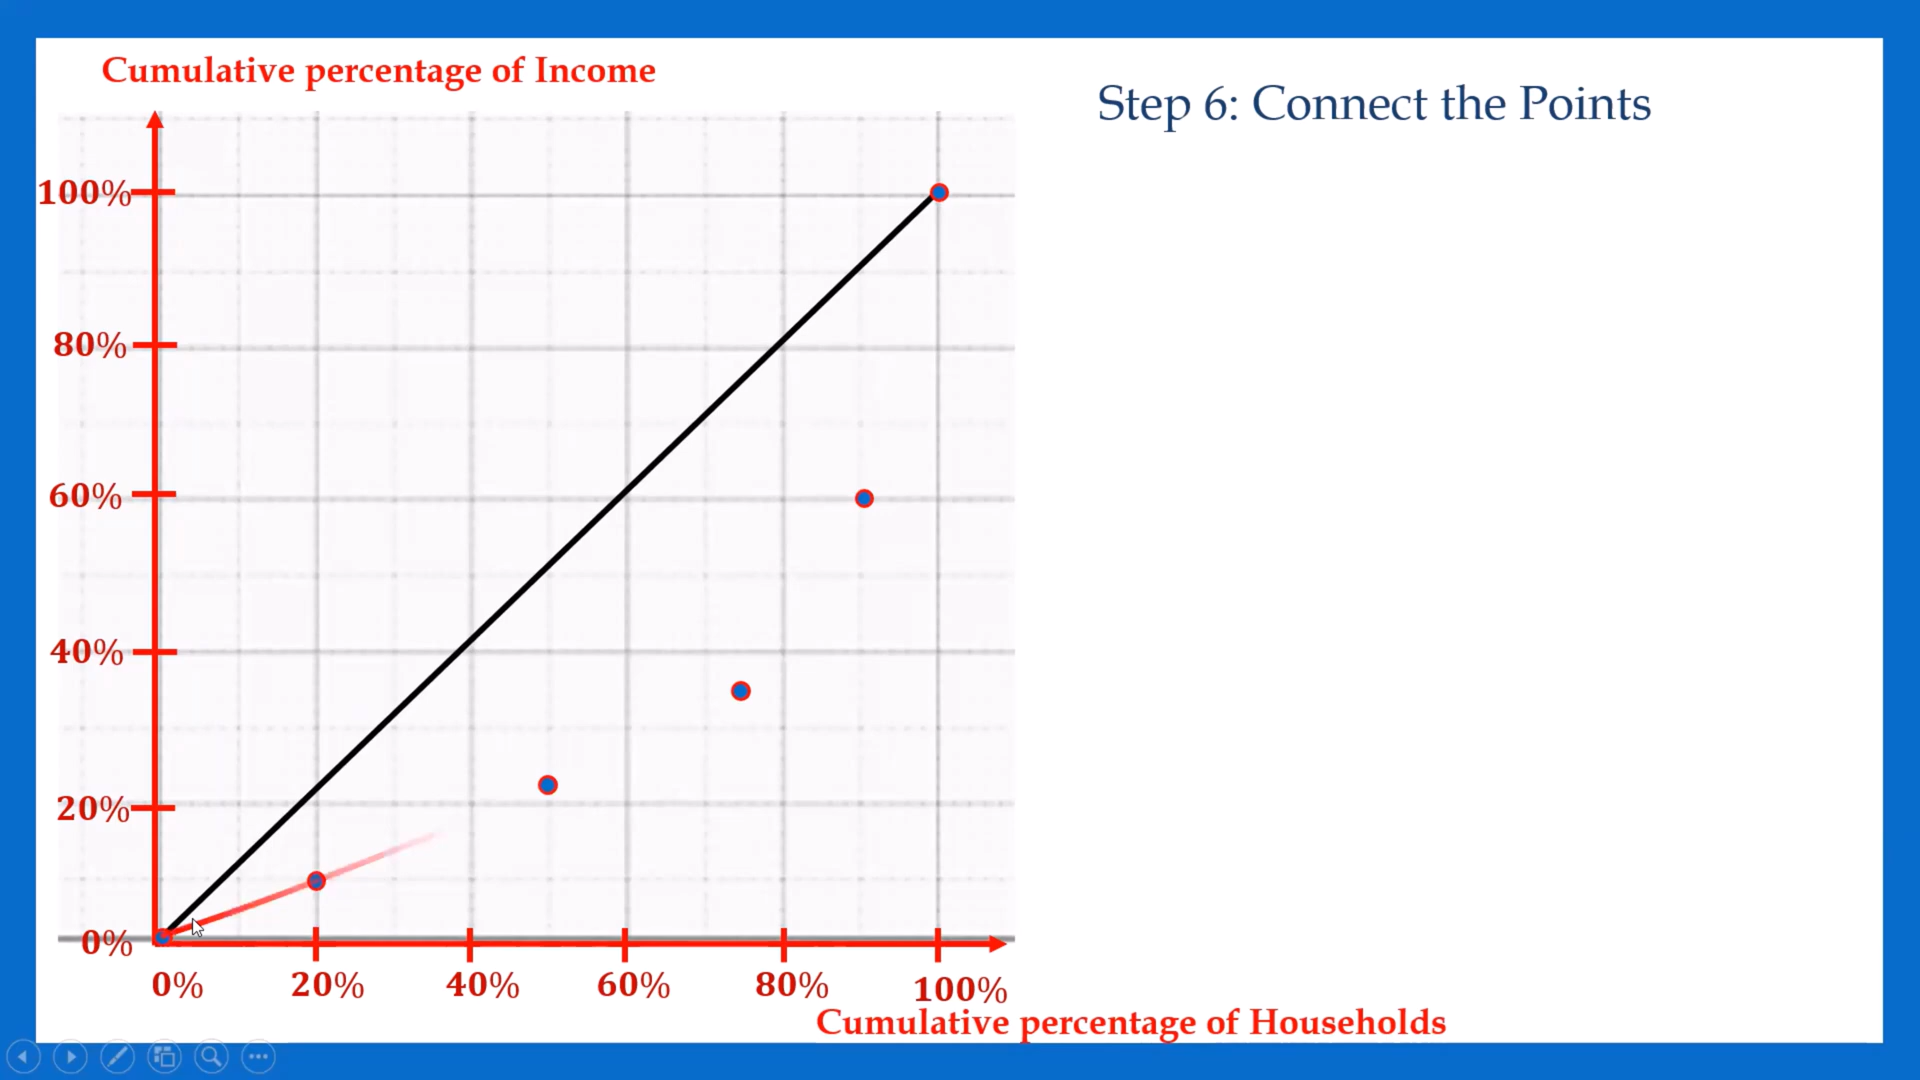 Cumulative percentage of Income
Step 6: Connect the Points
100%
80%
60%
40%
20%
0%
0% 20% 40% 60% 80% 100%
Cumulative percentage of Households